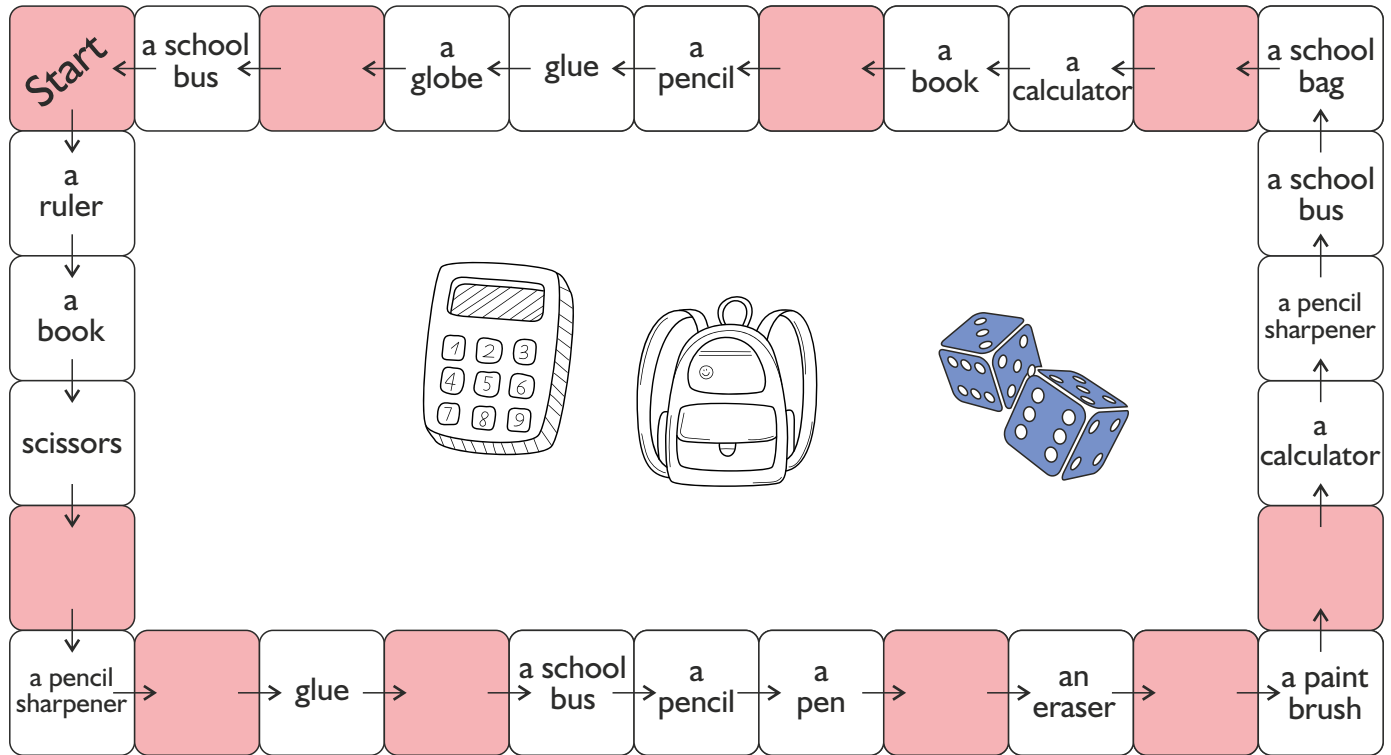 Start
a school
bus
a
globe
glue
a
pencil
a
book
a
calculator
a school
bag
a
ruler
a school
bus
a
book
a pencil
sharpener
scissors
a
calculator
1 2 3
4 5 6
7 8 9
a pencil
sharpener
glue
a school
bus
a
pencil
a
pen
an
eraser
a paint
brush